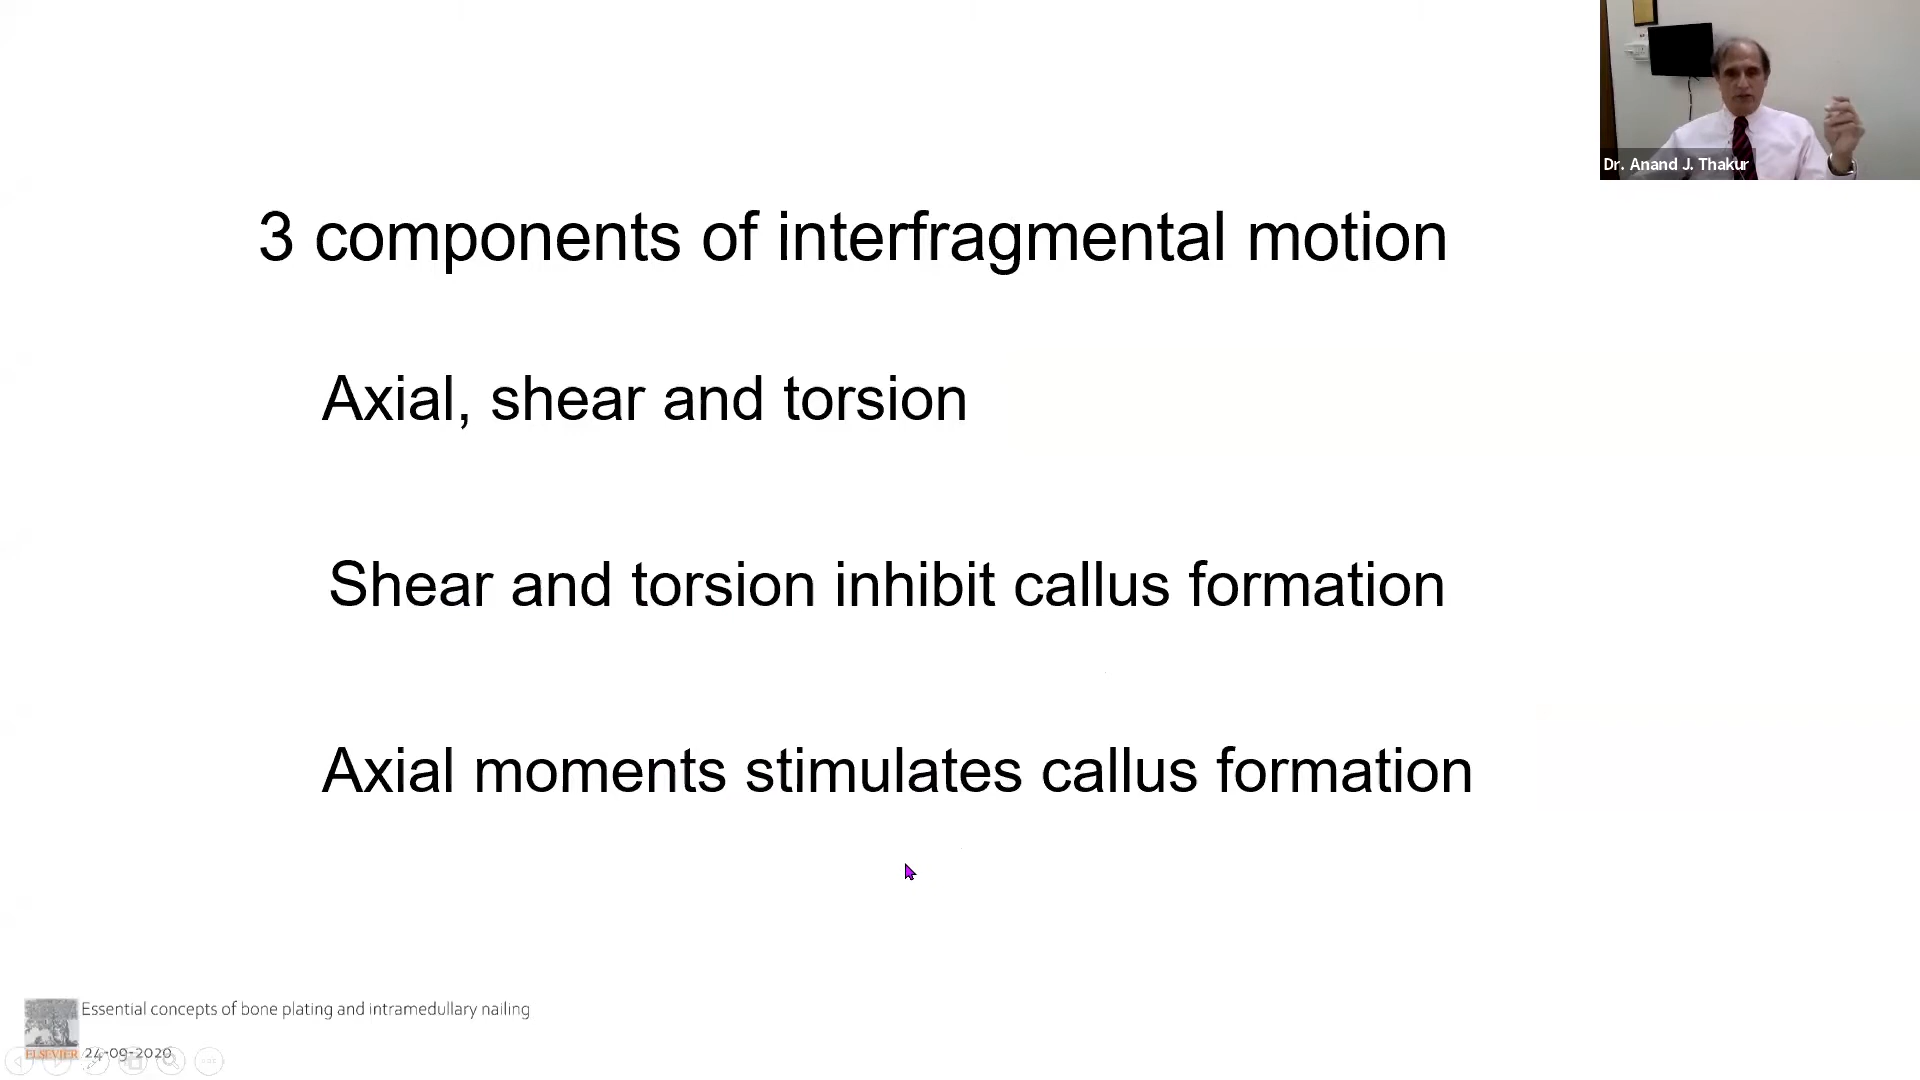 Dr. Anand J. Thakur
3 components of interfragmental motion
Axial, shear and torsion
Shear and torsion inhibit callus formation
Axial moments stimulates callus formation
Essential concepts of bone plating and intramedullary nailing
ELSEVIER
24-09-2020